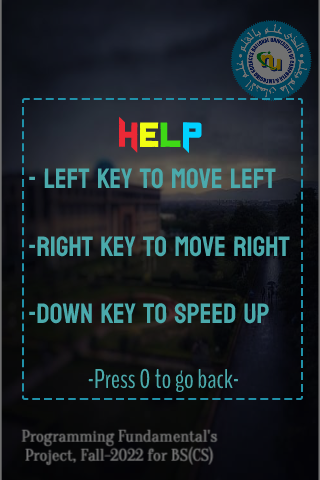 HELP
- LEFT KEY TO MOVE LEFT
-RIGHT KEY TO MOVE RIGHT
-DOWN KEY TO SPEED UP
-Press 0 to go back-
Programming Fundamental's
Project, Fall-2022 for BS(CS)